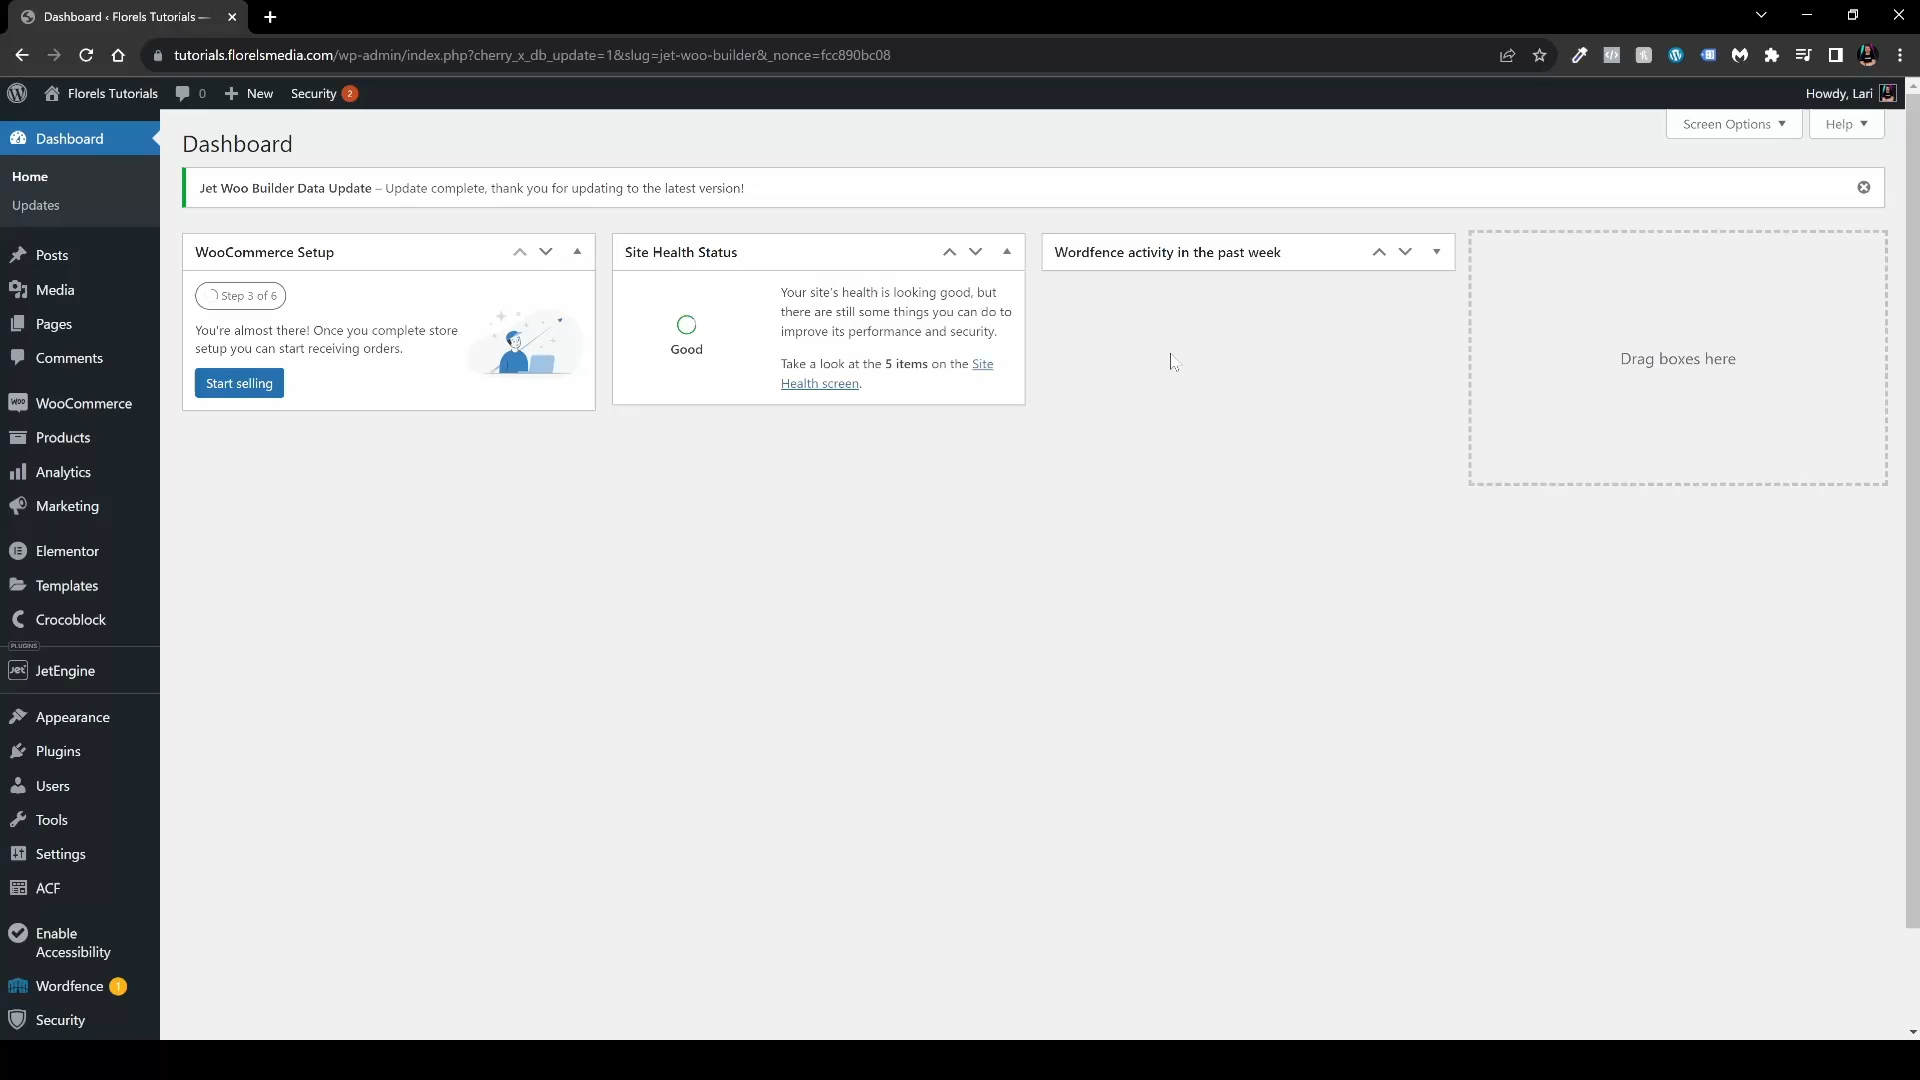 Dashboard ‹ Florels Tutorials —
tutorials.florelsmedia.com/wp-admin/index.php?cherry_x_db_update=1&slug=jet-woo-builder&_nonce=fcc890bc08
Florels Tutorials
0
New
Security 2
Howdy, Lari
Dashboard
Home
Updates
Posts
Media
Pages
Comments
Woo WooCommerce
Products
Analytics
Marketing
Elementor
Templates
Crocoblock
PLUGINS
Jet JetEngine
Appearance
Plugins
Users
Tools
Settings
ACF
Enable
Accessibility
Wordfence 1
Security
Dashboard
Screen Options
Help
Jet Woo Builder Data Update – Update complete, thank you for updating to the latest version!
WooCommerce Setup
Step 3 of 6
You're almost there! Once you complete store
setup you can start receiving orders.
Start selling
Site Health Status
Good
Your site's health is looking good, but
there are still some things you can do to
improve its performance and security.
Take a look at the 5 items on the Site
Health screen.
Wordfence activity in the past week
Drag boxes here